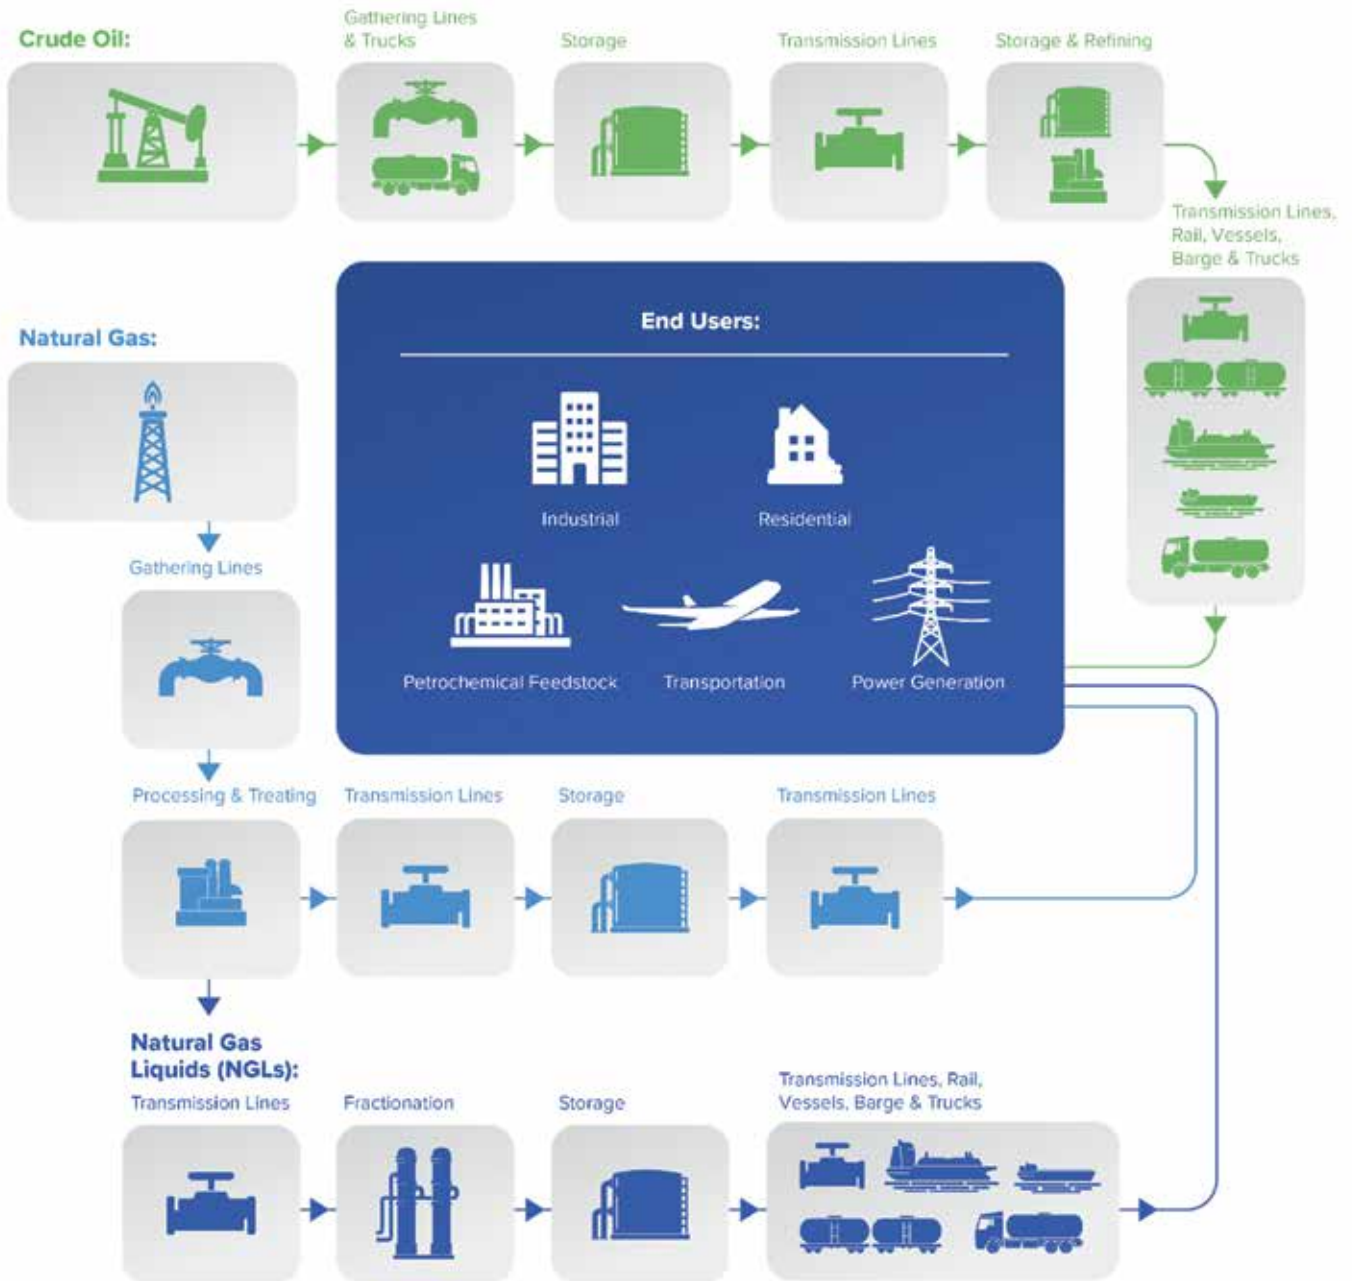 Crude Oil:
Gathering Lines
& Trucks
Storage
Transmission Lines
Storage & Refining
Transmission Lines,
Rail, Vessels,
Barge & Trucks
End Users:
Industrial
Residential
Petrochemical Feedstock
Transportation
Power Generation
Natural Gas:
Gathering Lines
Processing & Treating
Transmission Lines
Storage
Transmission Lines
Natural Gas
Liquids (NGLs):
Transmission Lines
Fractionation
Storage
Transmission Lines, Rail,
Vessels, Barge & Trucks